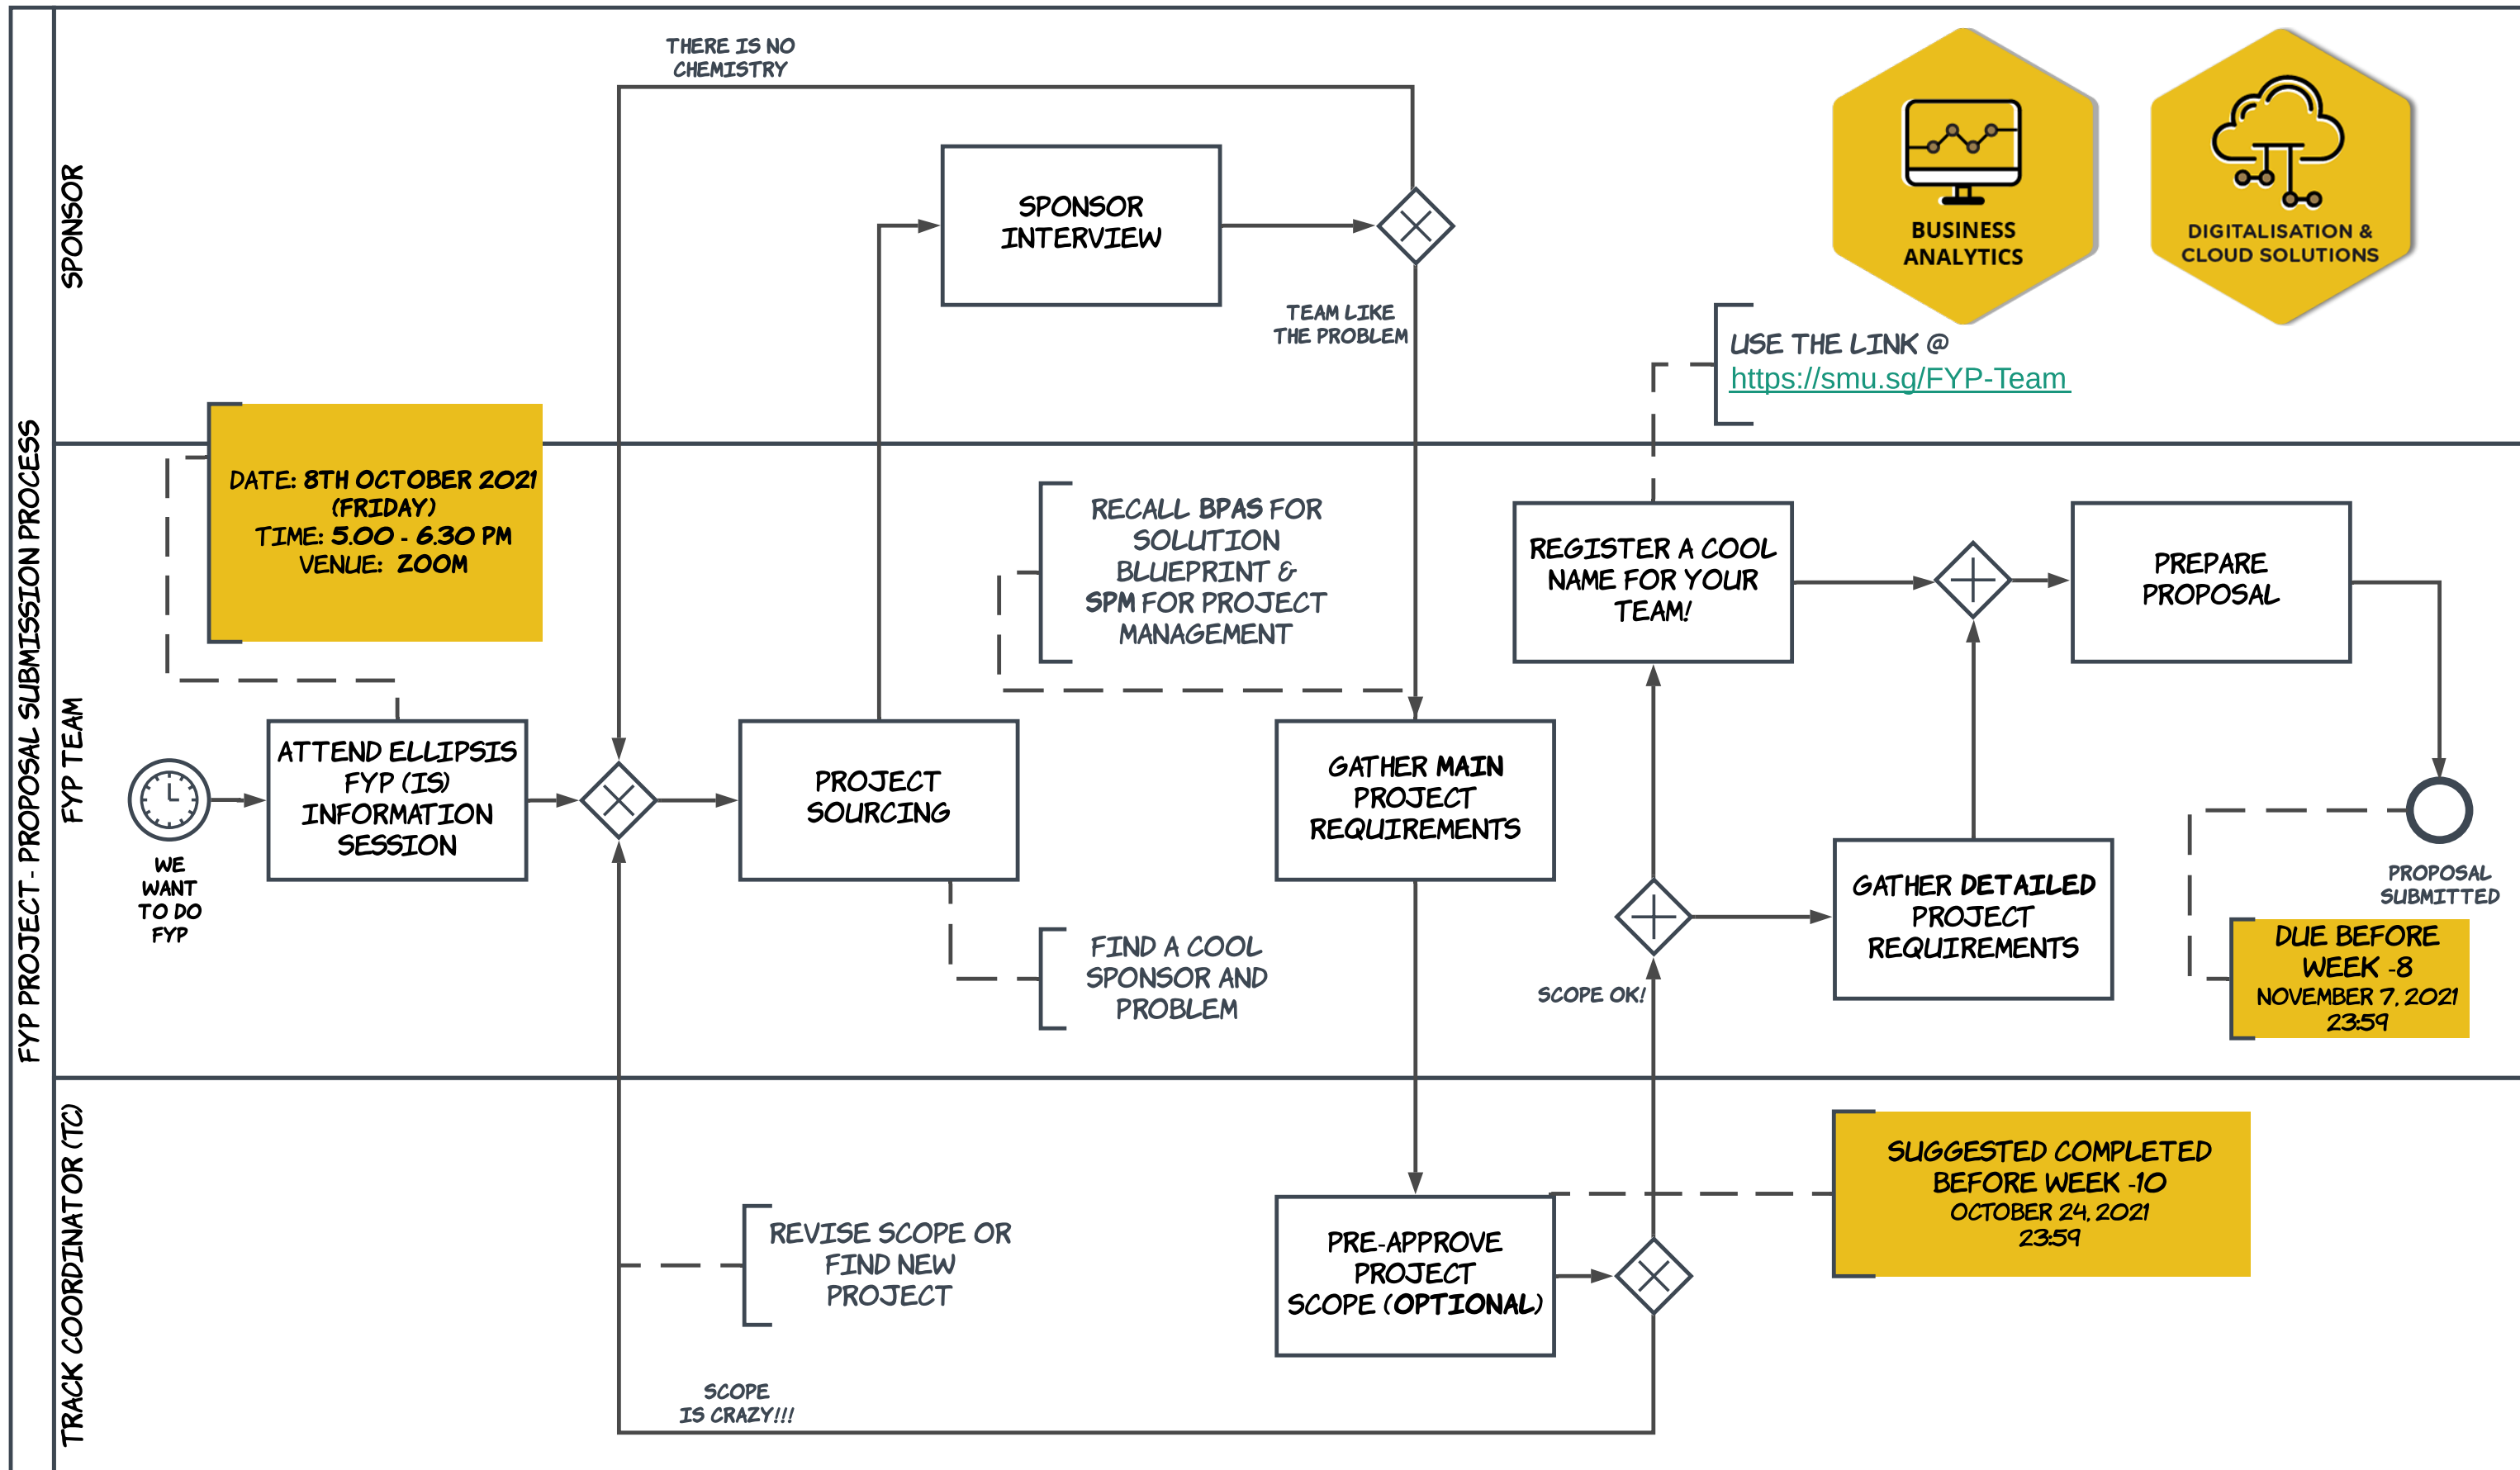 FYP PROJECT - PROPOSAL SUBMISSION PROCESS
SPONSOR
THERE IS NO
CHEMISTRY
SPONSOR
INTERVIEW
TEAM LIKE
THE PROBLEM
BUSINESS
ANALYTICS
DIGITALISATION &
CLOUD SOLUTIONS
USE THE LINK @
https://smu.sg/FYP-Team
FYP TEAM
DATE: 8TH OCTOBER 2021
(FRIDAY)
TIME: 5.00 - 6.30 PM
VENUE: ZOOM
WE
WANT
TO DO
FYP
ATTEND ELLIPSIS
FYP (IS)
INFORMATION
SESSION
PROJECT
SOURCING
FIND A COOL
SPONSOR AND
PROBLEM
RECALL BPAS FOR
SOLUTION
BLUEPRINT &
SPM FOR PROJECT
MANAGEMENT
GATHER MAIN
PROJECT
REQUIREMENTS
REGISTER A COOL
NAME FOR YOUR
TEAM!
SCOPE OK!
GATHER DETAILED
PROJECT
REQUIREMENTS
PREPARE
PROPOSAL
PROPOSAL
SUBMITTED
DUE BEFORE
WEEK -8
NOVEMBER 7, 2021
23:59
TRACK COORDINATOR (TC)
REVISE SCOPE OR
FIND NEW
PROJECT
SCOPE
IS CRAZY!!!
PRE-APPROVE
PROJECT
SCOPE (OPTIONAL)
SUGGESTED COMPLETED
BEFORE WEEK -10
OCTOBER 24, 2021
23:59